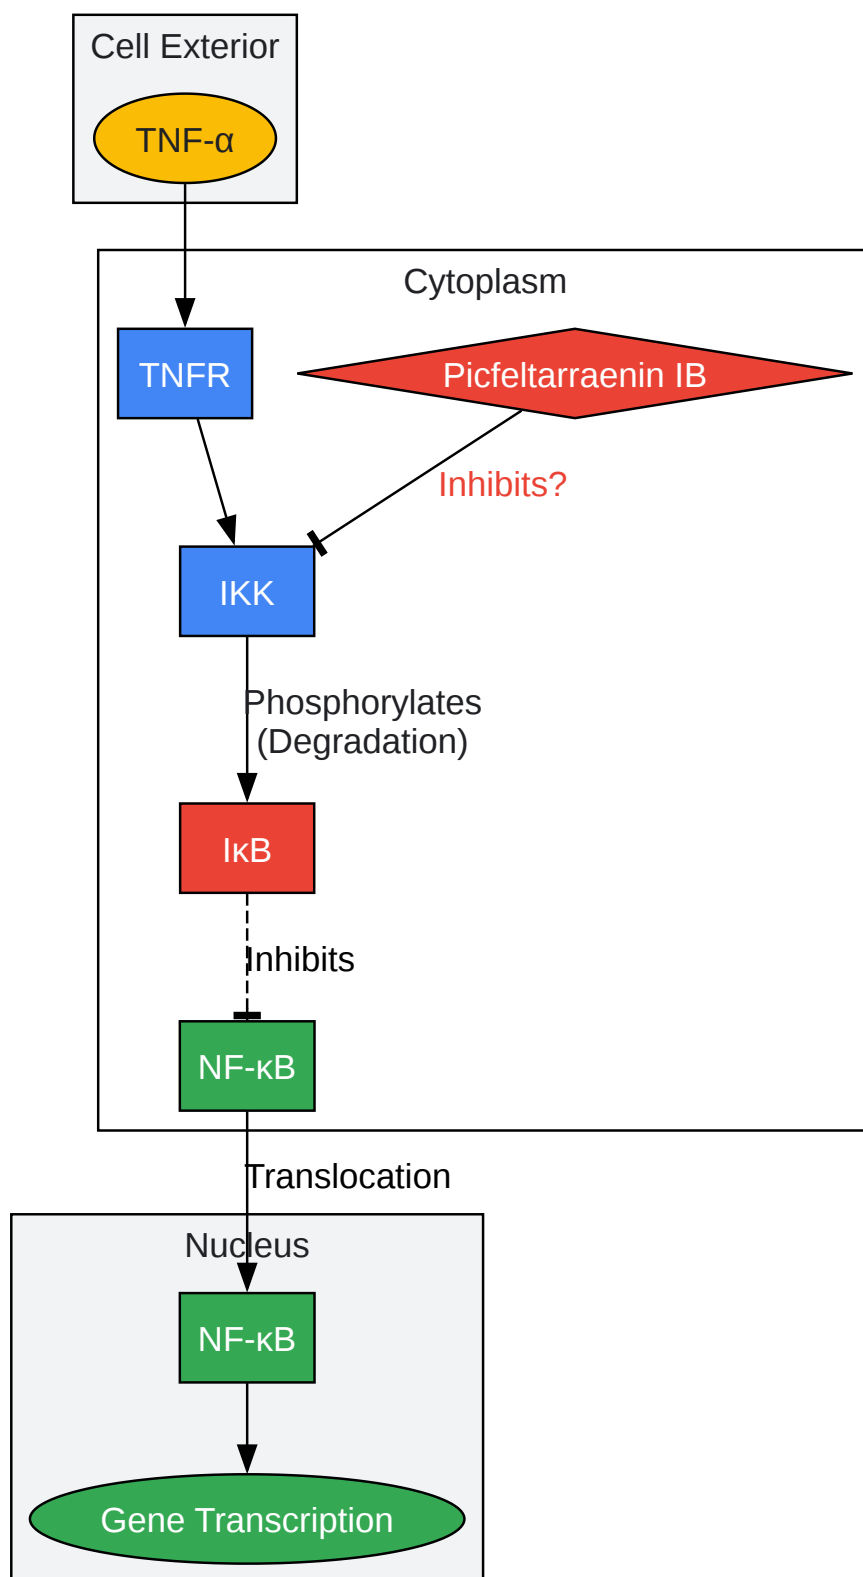 Cell Exterior
TNF-α
Cytoplasm
TNFR
Picfeltarraenin IB
Inhibits?
IKK
Phosphorylates
(Degradation)
IκB
Inhibits
NF-κB
Translocation
Nucleus
NF-κB
Gene Transcription